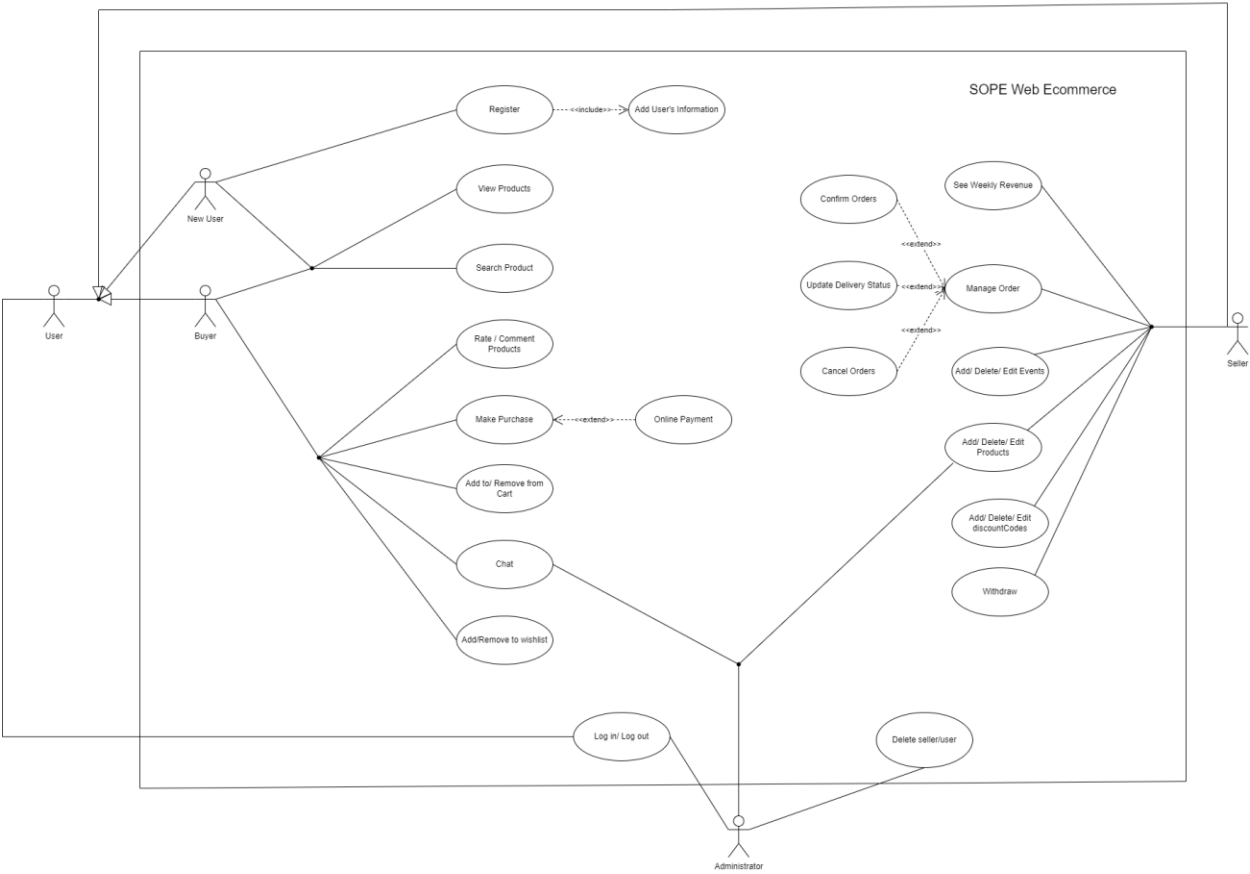 SOPE Web Ecommerce
Register
<<include>>
Add User's Information
New User
View Products
See Weekly Revenue
Confirm Orders
<<extend>>
Search Product
Update Delivery Status
<<extend>>
Manage Order
User
Buyer
<<extend>>
Rate / Comment
Products
Cancel Orders
Add/ Delete/ Edit Events
Seller
Make Purchase
<<extend>>
Online Payment
Add/ Delete/ Edit
Products
Add to/ Remove from
Cart
Add/ Delete/ Edit
discountCodes
Chat
Withdraw
Add/Remove to wishlist
Log in/ Log out
Delete seller/user
Administrator